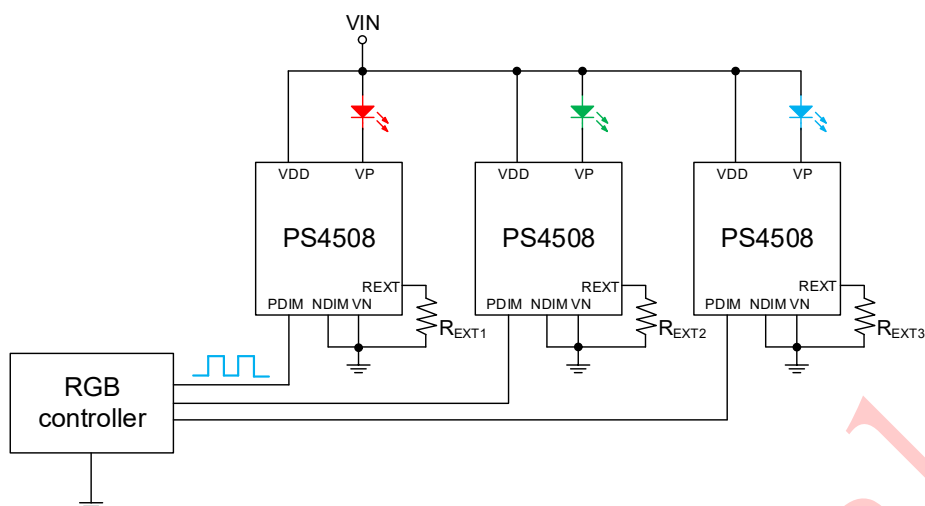 VIN
VDD VP
VDD VP
VDD VP
PS4508
PS4508
PS4508
REXT
REXT
REXT
PDIM NDIM VN
PDIM NDIM VN
PDIM NDIM VN
REXT1
REXT2
REXT3
RGB
controller